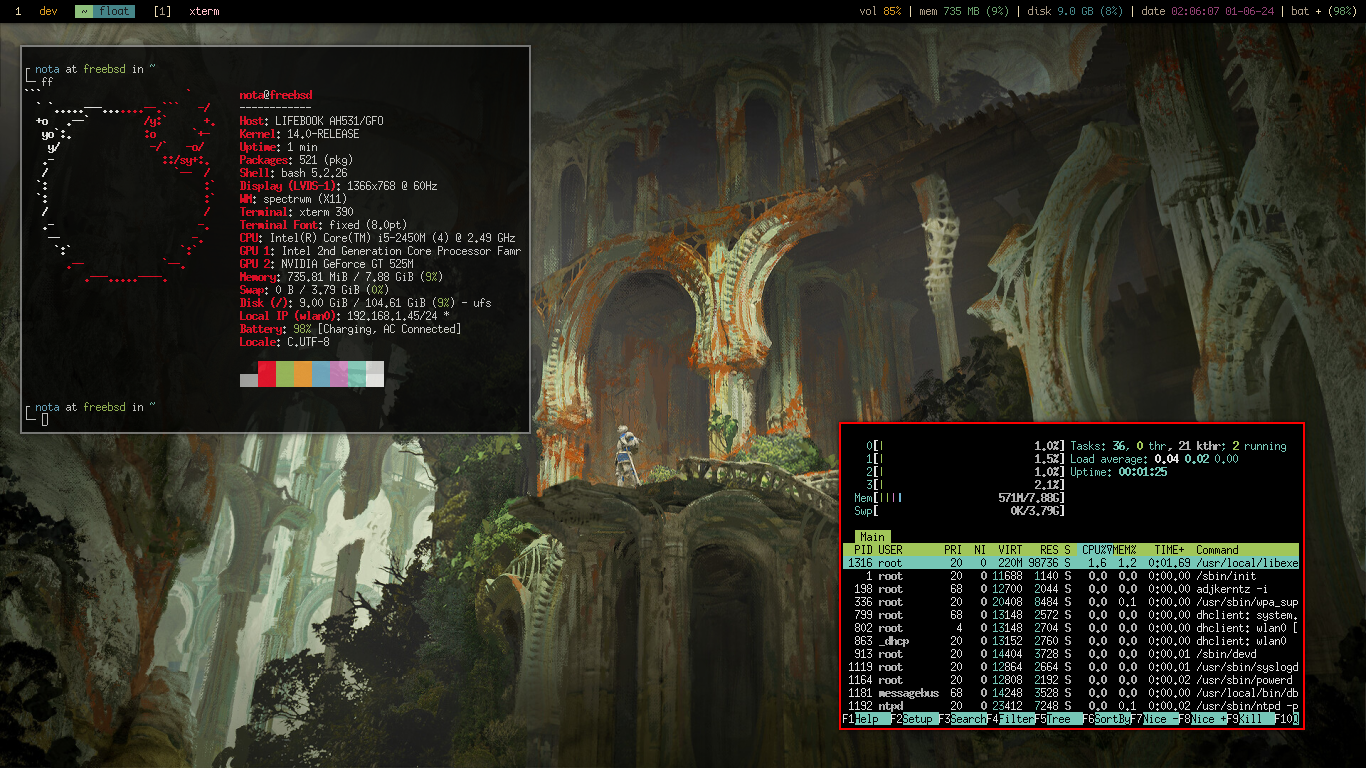 1 dev ~ float [1] xterm
vol 85% | mem 735 MB (9%) | disk 9.0 GB (8%) | date 02:06:07 01-06-24 | bat + (98%)
nota at freebsd in ~
ff
nota@freebsd
------------
Host: LIFEBOOK AH531/GFO
Kernel: 14.0-RELEASE
Uptime: 1 min
Packages: 521 (pkg)
Shell: bash 5.2.26
Display (LVDS-1): 1366x768 @ 60Hz
WM: spectrwm (X11)
Terminal: xterm 390
Terminal Font: fixed (8.0pt)
CPU: Intel(R) Core(TM) i5-2450M (4) @ 2.49 GHz
GPU 1: Intel 2nd Generation Core Processor Famr
GPU 2: NVIDIA GeForce GT 525M
Memory: 735.81 MiB / 7.88 GiB (9%)
Swap: 0 B / 3.79 GiB (0%)
Disk (/): 9.00 GiB / 104.61 GiB (9%) - ufs
Local IP (wlan0): 192.168.1.45/24 *
Battery: 98% [Charging, AC Connected]
Locale: C.UTF-8
nota at freebsd in ~
0[| 1.0%] Tasks: 36, 0 thr, 21 kthr; 2 running
1[| 1.5%] Load average: 0.04 0.02 0.00
2[| 1.0%] Uptime: 00:01:25
3[| 2.1%]
Mem[|||| 571M/7.88G]
Swp[ 0K/3.79G]
Main
PID USER PRI NI VIRT RES S CPU%▽MEM% TIME+ Command
1316 root 20 0 220M 98736 S 1.6 1.2 0:01.69 /usr/local/libexe
1 root 20 0 11688 1140 S 0.0 0.0 0:00.00 /sbin/init
198 root 68 0 12700 2044 S 0.0 0.0 0:00.00 adjkerntz -i
336 root 20 0 20408 8484 S 0.0 0.1 0:00.00 /usr/sbin/wpa_sup
799 root 68 0 13148 2572 S 0.0 0.0 0:00.00 dhclient: system.
802 root 4 0 13148 2704 S 0.0 0.0 0:00.00 dhclient: wlan0 [
863 _dhcp 20 0 13152 2760 S 0.0 0.0 0:00.00 dhclient: wlan0
913 root 20 0 14404 3728 S 0.0 0.0 0:00.01 /sbin/devd
1119 root 20 0 12864 2664 S 0.0 0.0 0:00.01 /usr/sbin/syslogd
1164 root 20 0 12808 2192 S 0.0 0.0 0:00.02 /usr/sbin/powerd
1181 messagebus 68 0 14248 3528 S 0.0 0.0 0:00.00 /usr/local/bin/db
1192 ntpd 20 0 23412 7248 S 0.0 0.1 0:00.02 /usr/sbin/ntpd -p
F1Help F2Setup F3SearchF4FilterF5Tree F6SortByF7Nice -F8Nice +F9Kill F10Q